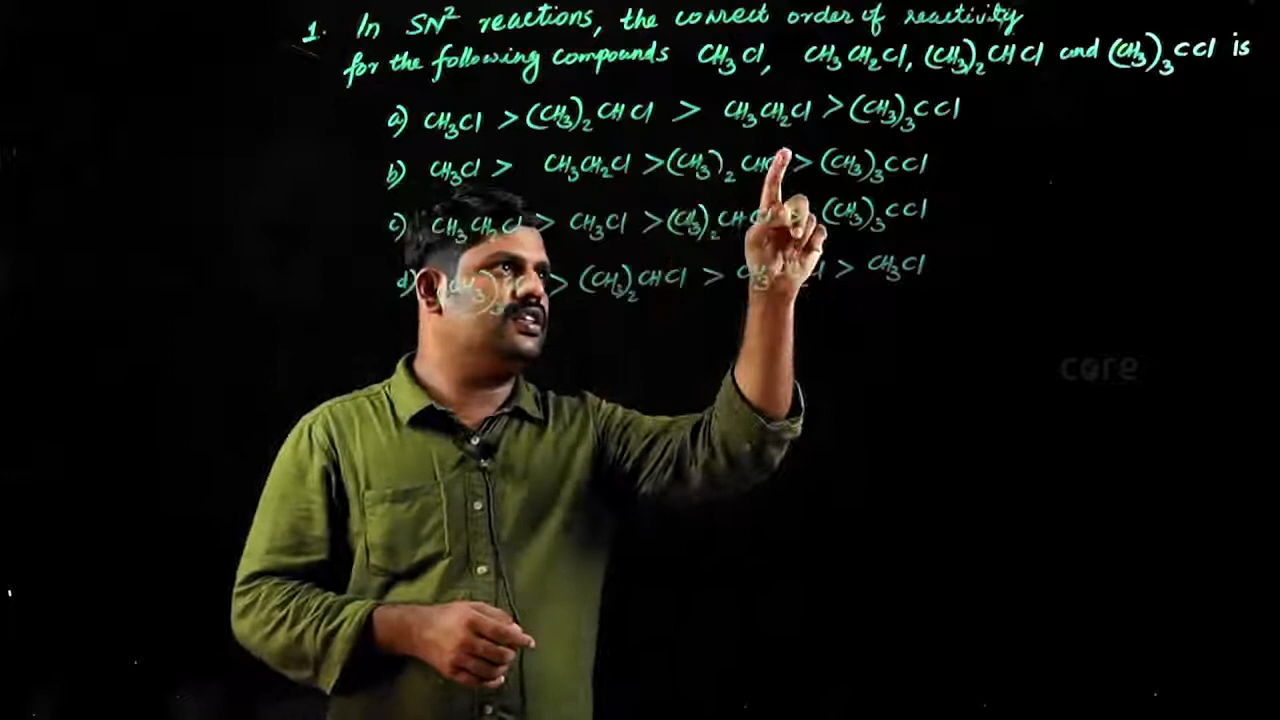 1. In SN² reactions, the correct order of reactivity
for the following compounds CH₃Cl, CH₃CH₂Cl, (CH₃)₂CHCl and (CH₃)₃CCl is
a) CH₃Cl > (CH₃)₂CHCl > CH₃CH₂Cl > (CH₃)₃CCl
b) CH₃Cl > CH₃CH₂Cl > (CH₃)₂CHCl > (CH₃)₃CCl
c) CH₃CH₂Cl > CH₃Cl > (CH₃)₂CHCl > (CH₃)₃CCl
d) > (CH₃)₂CHCl > > CH₃Cl
core